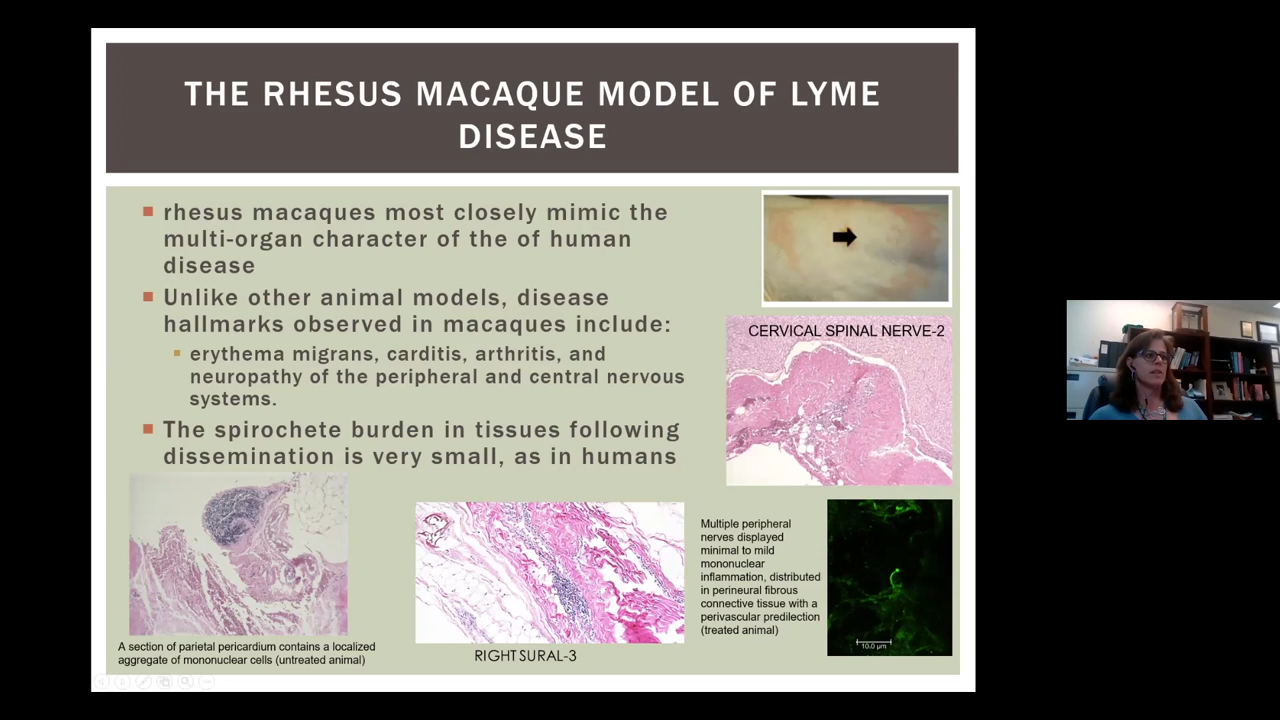 THE RHESUS MACAQUE MODEL OF LYME
DISEASE
rhesus macaques most closely mimic the
multi-organ character of the of human
disease
Unlike other animal models, disease
hallmarks observed in macaques include:
erythema migrans, carditis, arthritis, and
neuropathy of the peripheral and central nervous
systems.
The spirochete burden in tissues following
dissemination is very small, as in humans
CERVICAL SPINAL NERVE-2
A section of parietal pericardium contains a localized
aggregate of mononuclear cells (untreated animal)
RIGHT SURAL-3
Multiple peripheral
nerves displayed
minimal to mild
mononuclear
inflammation, distributed
in perineural fibrous
connective tissue with a
perivascular predilection
(treated animal)
10.0 µm